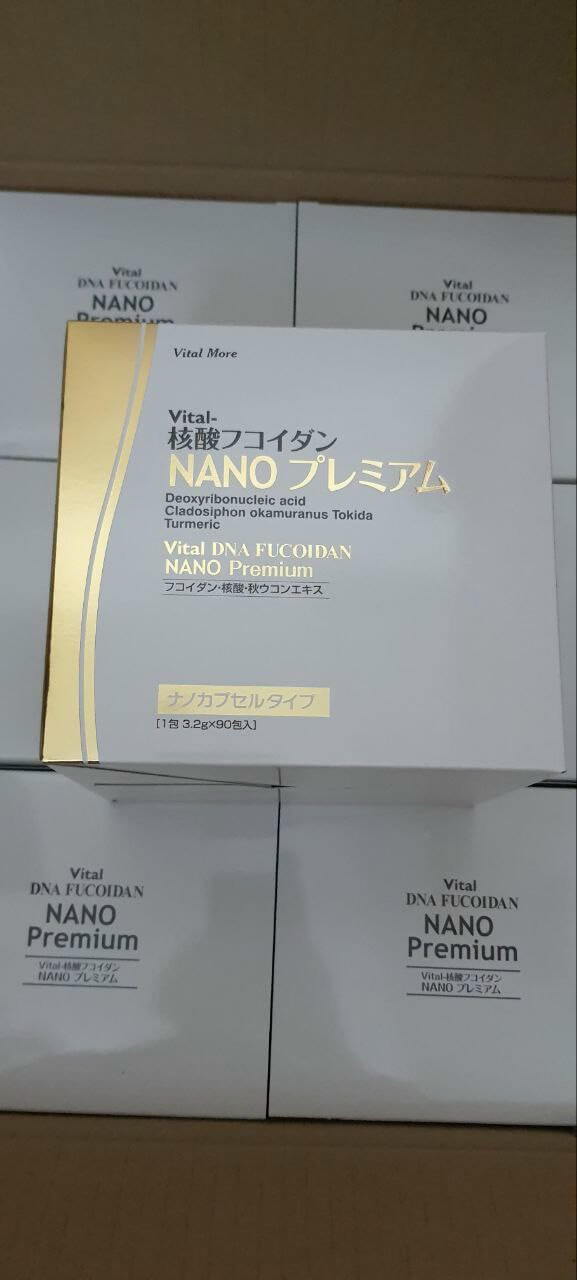 Vital
DNA FUCOIDAN
NANO
Premium
Vital
DNA FUCOIDAN
NANO
Vital More
Vital-
核酸フコイダン
NANO プレミアム
Deoxyribonucleic acid
Cladosiphon okamuranus Tokida
Turmeric
Vital DNA FUCOIDAN
NANO Premium
フコイダン・核酸・秋ウコンエキス
ナノカプセルタイプ
[1包 3.2g×90包入]
Vital
DNA FUCOIDAN
NANO
Premium
Vital-核酸フコイダン
NANO プレミアム
Vital
DNA FUCOIDAN
NANO
Premium
Vital-核酸フコイダン
NANO プレミアム